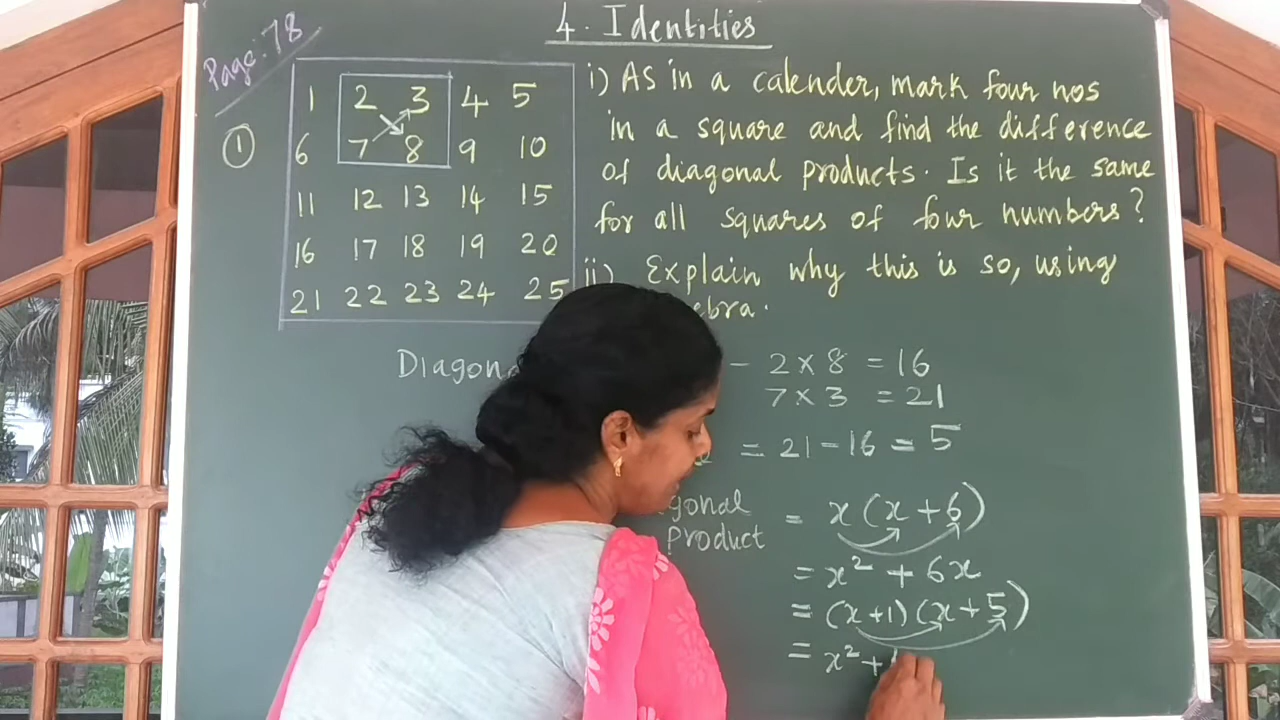 4. Identities
Page: 78
1 2 3 4 5
1
6 7 8 9 10
11 12 13 14 15
16 17 18 19 20
21 22 23 24 25
i) As in a calender, mark four nos
in a square and find the difference
of diagonal products. Is it the same
for all squares of four numbers?
ii) Explain why this is so, using
ebra.
Diagon - 2 × 8 = 16
7 × 3 = 21
= 21 - 16 = 5
gonal
Product = x (x + 6)
= x² + 6x
= (x + 1) (x + 5)
= x² +